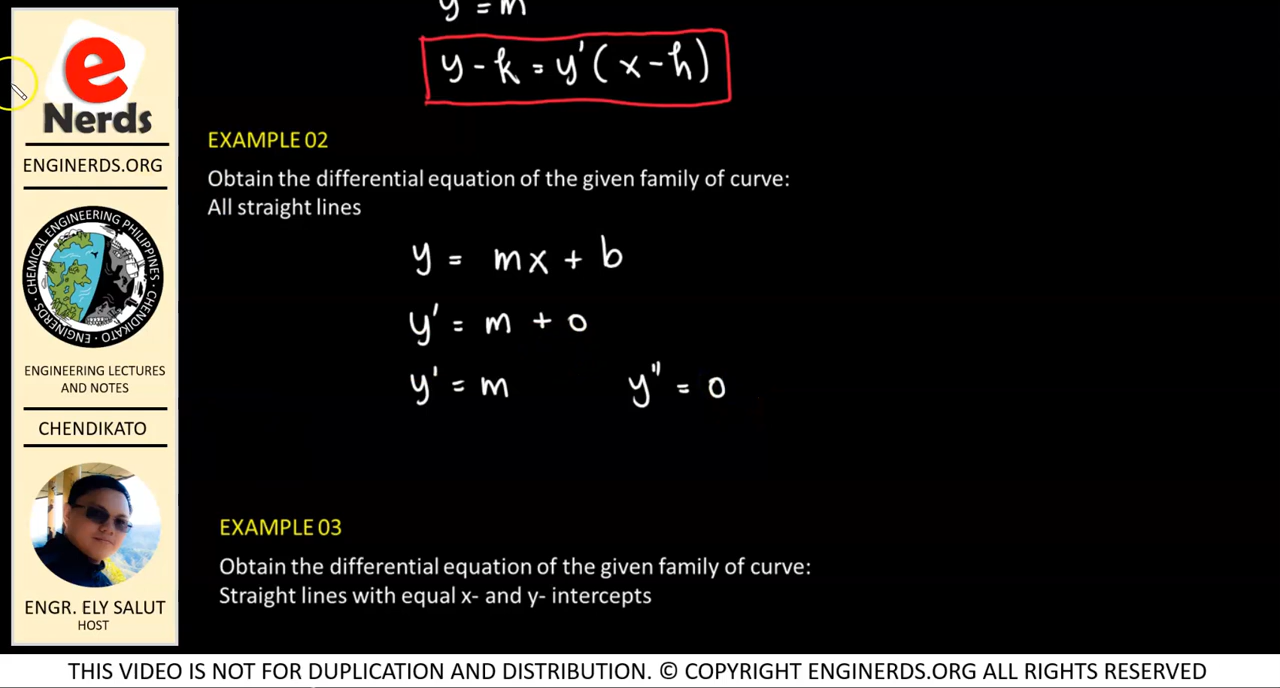 y' = m
y - k = y' ( x - h )
e
Nerds
ENGINERDS.ORG
CHEMICAL ENGINEERING PHILIPPINES
· CHENDIKATO · ENGINERDS.ORG ·
ENGINEERING LECTURES
AND NOTES
CHENDIKATO
ENGR. ELY SALUT
HOST
EXAMPLE 02
Obtain the differential equation of the given family of curve:
All straight lines
y = mx + b
y' = m + 0
y' = m y" = 0
EXAMPLE 03
Obtain the differential equation of the given family of curve:
Straight lines with equal x- and y- intercepts
THIS VIDEO IS NOT FOR DUPLICATION AND DISTRIBUTION. © COPYRIGHT ENGINERDS.ORG ALL RIGHTS RESERVED